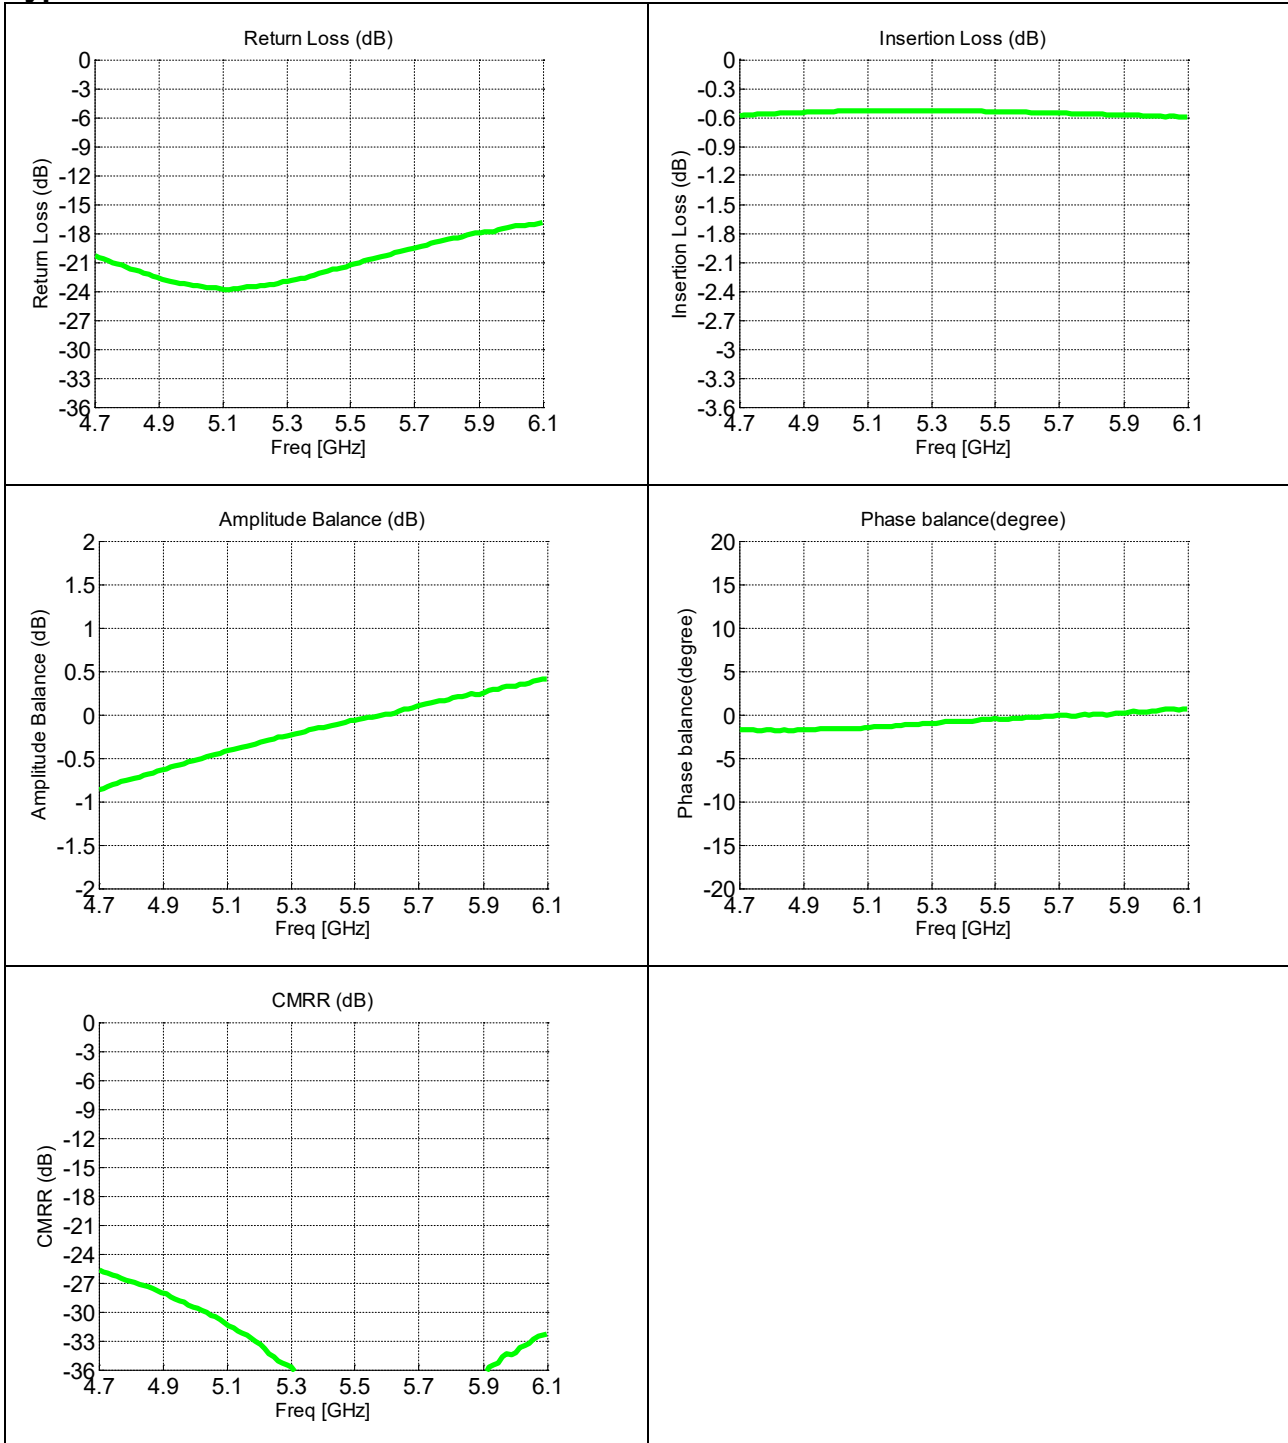 Return Loss (dB)
0
-3
-6
-9
-12
-15
-18
-21
-24
-27
-30
-33
-36
Return Loss (dB)
4.7 4.9 5.1 5.3 5.5 5.7 5.9 6.1
Freq [GHz]
Insertion Loss (dB)
0
-0.3
-0.6
-0.9
-1.2
-1.5
-1.8
-2.1
-2.4
-2.7
-3
-3.3
-3.6
Insertion Loss (dB)
4.7 4.9 5.1 5.3 5.5 5.7 5.9 6.1
Freq [GHz]
Amplitude Balance (dB)
2
1.5
1
0.5
0
-0.5
-1
-1.5
-2
Amplitude Balance (dB)
4.7 4.9 5.1 5.3 5.5 5.7 5.9 6.1
Freq [GHz]
Phase balance(degree)
20
15
10
5
0
-5
-10
-15
-20
Phase balance(degree)
4.7 4.9 5.1 5.3 5.5 5.7 5.9 6.1
Freq [GHz]
CMRR (dB)
0
-3
-6
-9
-12
-15
-18
-21
-24
-27
-30
-33
-36
CMRR (dB)
4.7 4.9 5.1 5.3 5.5 5.7 5.9 6.1
Freq [GHz]